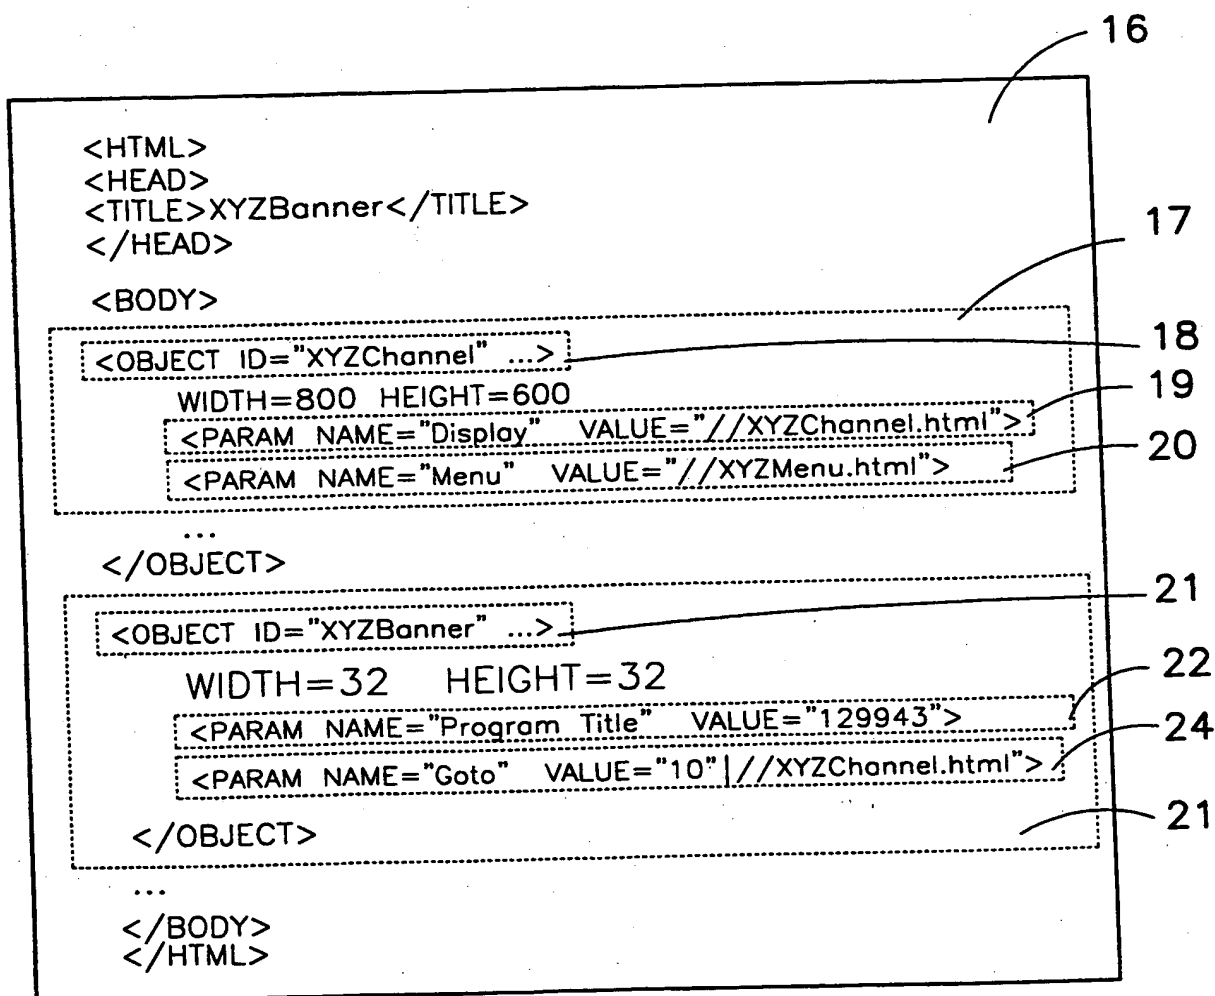 16
<HTML>
<HEAD>
<TITLE>XYZBanner</TITLE>
</HEAD>
17
<BODY>
<OBJECT ID="XYZChannel" ...> 18
WIDTH=800 HEIGHT=600
<PARAM NAME="Display" VALUE="//XYZChannel.html"> 19
<PARAM NAME="Menu" VALUE="//XYZMenu.html"> 20
...
</OBJECT>
<OBJECT ID="XYZBanner" ...> 21
WIDTH=32 HEIGHT=32
<PARAM NAME="Program Title" VALUE="129943"> 22
<PARAM NAME="Goto" VALUE="10"|//XYZChannel.html"> 24
</OBJECT> 21
...
</BODY>
</HTML>